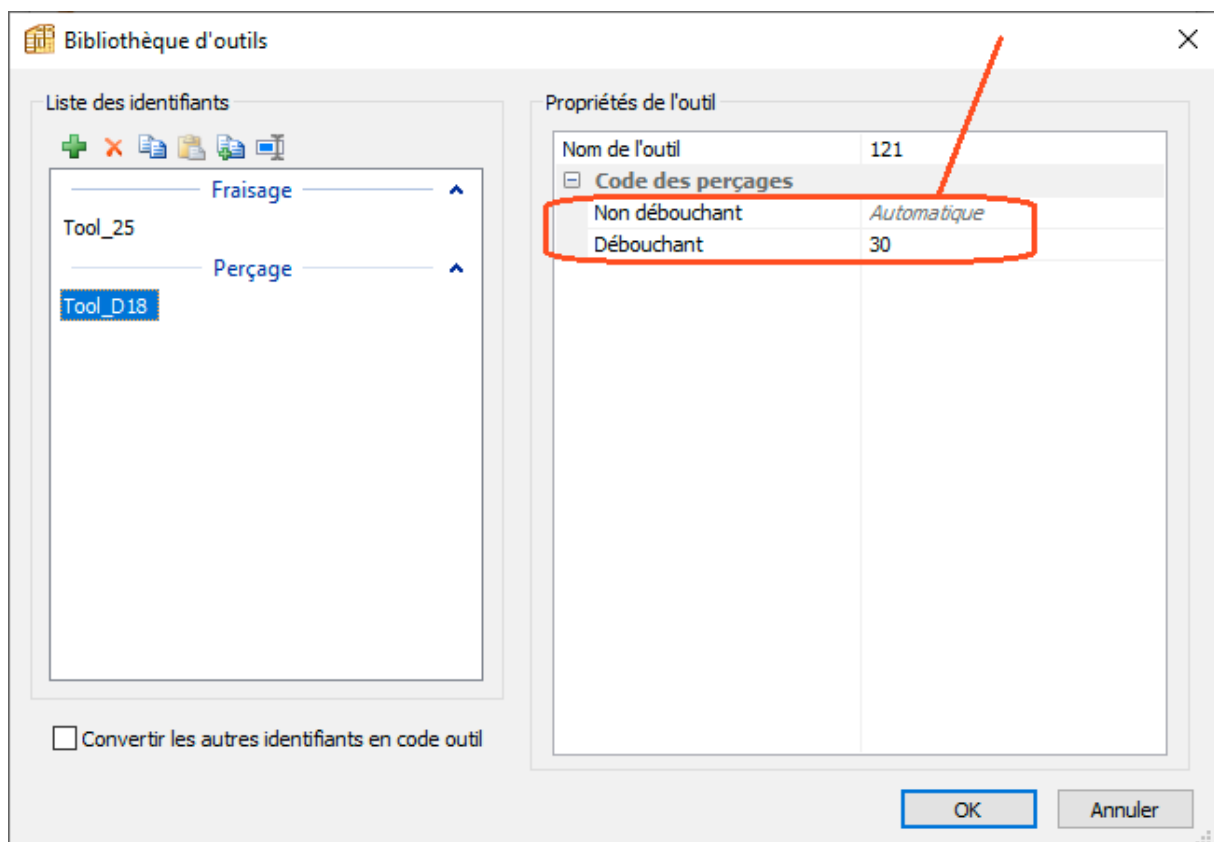 Bibliothèque d'outils
Liste des identifiants
Fraisage
Tool_25
Perçage
Tool_D18
Convertir les autres identifiants en code outil
Propriétés de l'outil
Nom de l'outil 121
Code des perçages
Non débouchant Automatique
Débouchant 30
OK Annuler